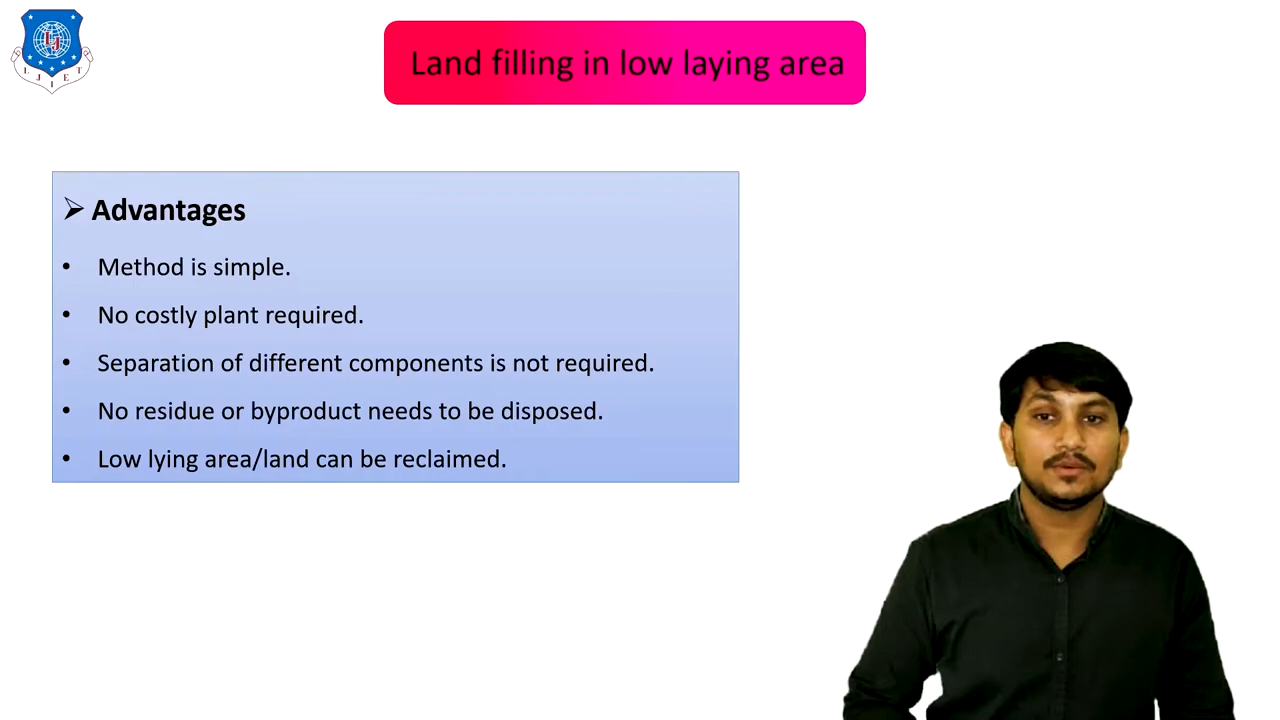 LJIET
Land filling in low laying area
➢ Advantages
• Method is simple.
• No costly plant required.
• Separation of different components is not required.
• No residue or byproduct needs to be disposed.
• Low lying area/land can be reclaimed.